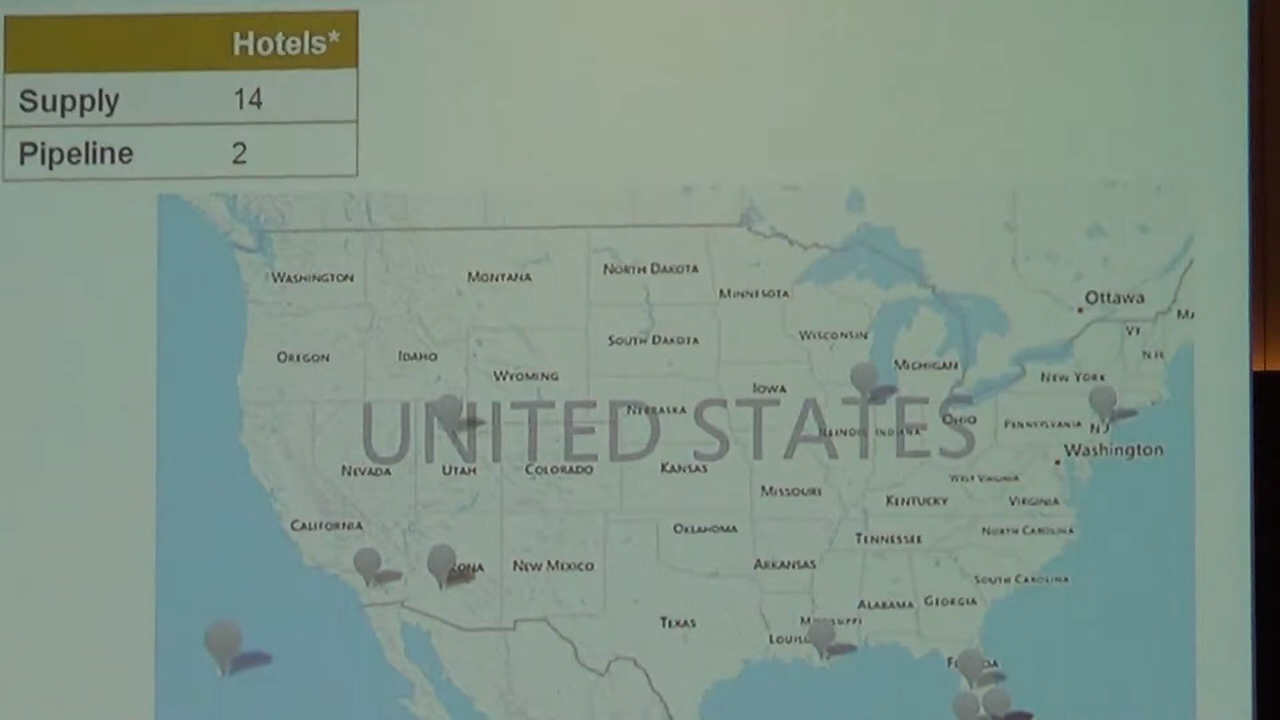 Hotels*
Supply 14
Pipeline 2
WASHINGTON
MONTANA
NORTH DAKOTA
MINNESOTA
Ottawa
OREGON
IDAHO
WYOMING
SOUTH DAKOTA
WISCONSIN
MICHIGAN
VT
N.H.
IOWA
NEW YORK
NEBRASKA
UNITED STATES
ILLINOIS
INDIANA
OHIO
PENNSYLVANIA
NJ
Washington
NEVADA
UTAH
COLORADO
KANSAS
MISSOURI
WEST VIRGINIA
KENTUCKY
VIRGINIA
CALIFORNIA
OKLAHOMA
TENNESSEE
NORTH CAROLINA
NEW MEXICO
ARKANSAS
SOUTH CAROLINA
ALABAMA
GEORGIA
TEXAS